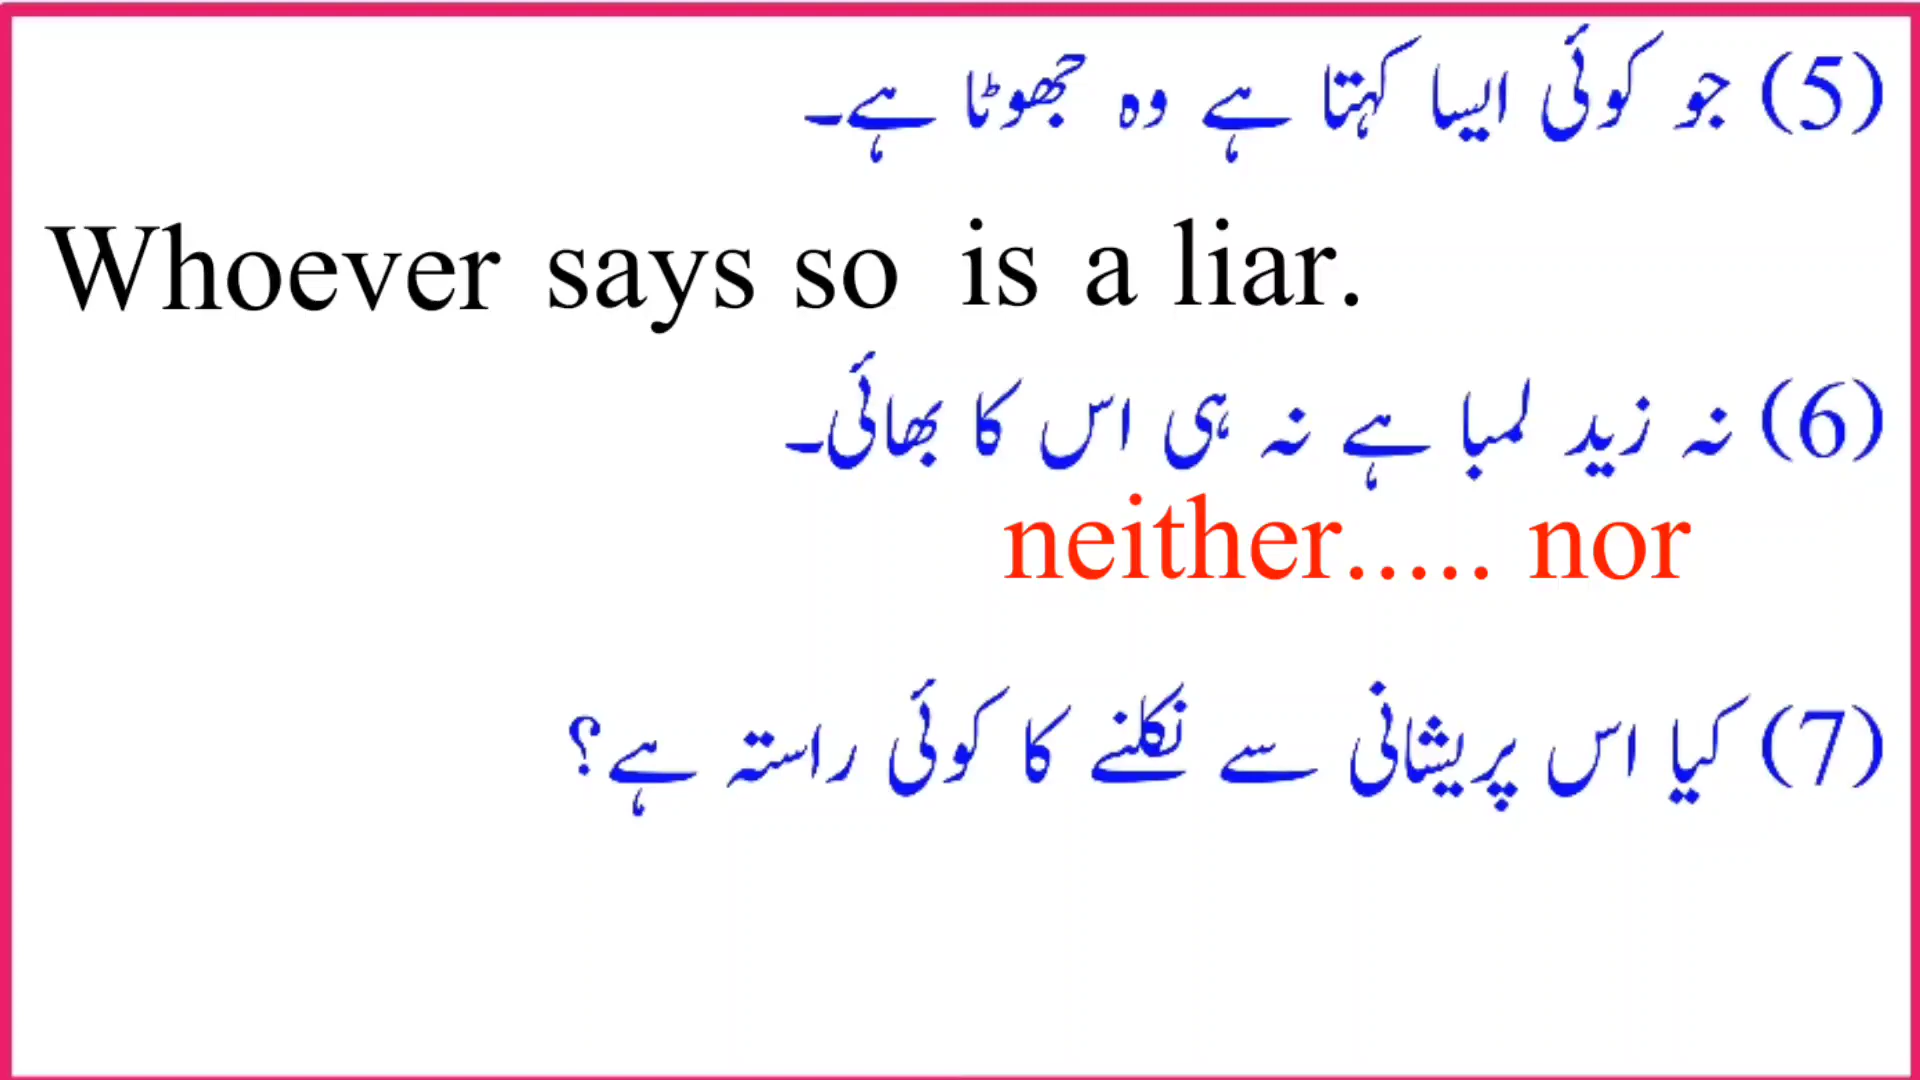 (5) جو کوئی ایسا کہتا ہے وہ جھوٹا ہے۔
Whoever says so is a liar.
(6) نہ زید لمبا ہے نہ ہی اس کا بھائی۔
neither..... nor
(7) کیا اس پریشانی سے نکلنے کا کوئی راستہ ہے؟